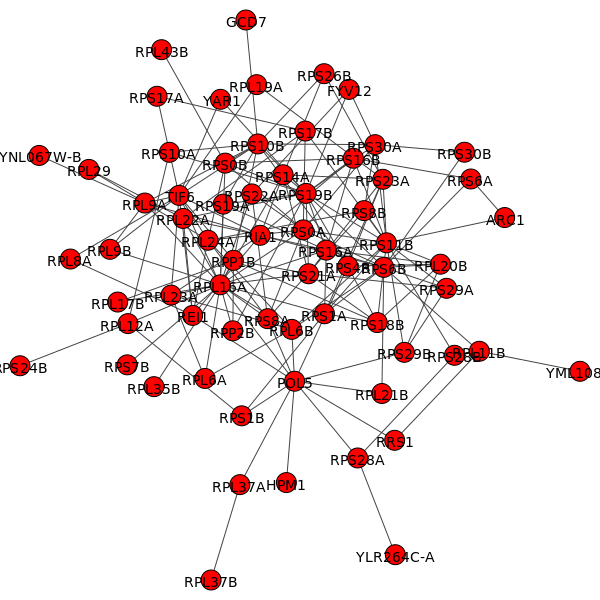 GCD7
RPL43B
RPS26B
RPL19A
FYV12
RPS17A
YAR1
RPS17B
RPS10B
RPS30A
RPS10A
RPS16B
RPS30B
YNL067W-B
RPS0B
RPL29
RPS14A
RPS23A
RPS6A
TIF6
RPS22A
RPS19B
RPL9A
RPS19A
RPS8B
RPL22A
ARC1
RPS0A
RIA1
RPL24A
RPS11B
RPL9B
RPS16A
RPL8A
RPP1B
RPS4B
RPS6B
RPL20B
RPS21A
RPL16A
RPS29A
RPL23A
RPL17B
REI1
RPS8A
RPS1A
RPL12A
RPS18B
RPP2B
RPL6B
RPS29B
RPL11B
RPS24B
RPS7B
YML108
RPL6A
POL5
RPL35B
RPL21B
RPS1B
RRS1
RPS28A
RPL37A
HPM1
YLR264C-A
RPL37B